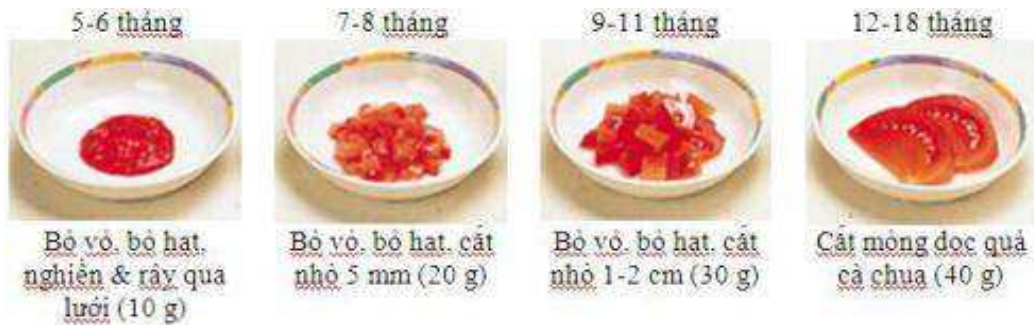 5-6 tháng
Bỏ vỏ, bỏ hạt,
nghiền & rây qua
lưới (10 g)
7-8 tháng
Bỏ vỏ, bỏ hạt, cắt
nhỏ 5 mm (20 g)
9-11 tháng
Bỏ vỏ, bỏ hạt, cắt
nhỏ 1-2 cm (30 g)
12-18 tháng
Cắt mỏng dọc quả
cà chua (40 g)